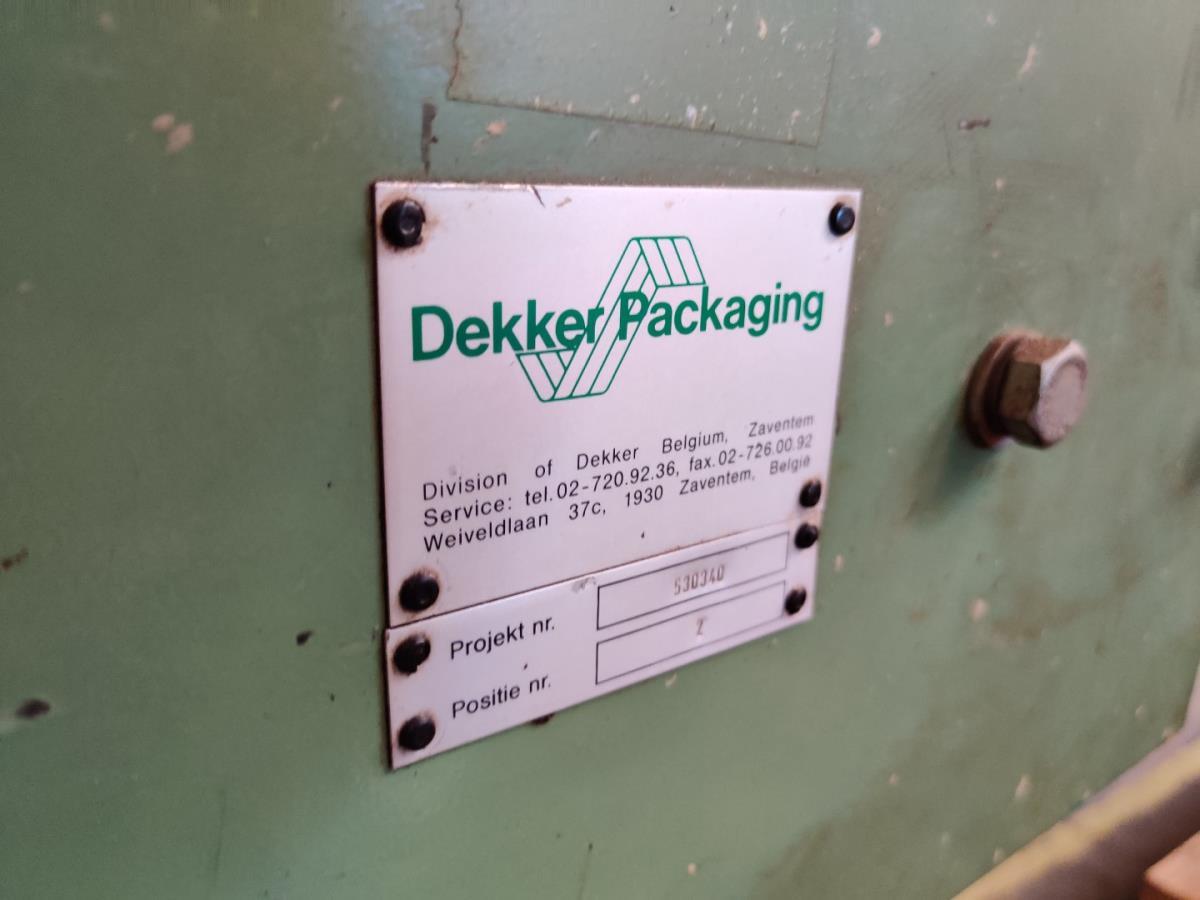 Dekker Packaging
Division of Dekker Belgium, Zaventem
Service: tel.02-720.92.36, fax.02-726.00.92
Weiveldlaan 37c, 1930 Zaventem, België
Projekt nr. 530340
Positie nr. 2